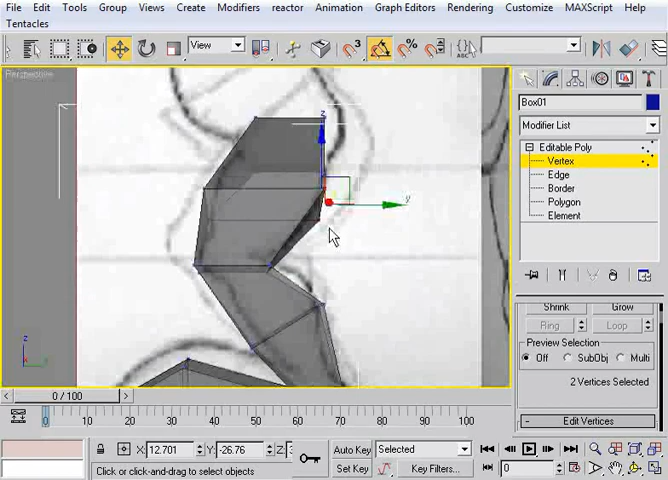 File Edit Tools Group Views Create Modifiers reactor Animation Graph Editors Rendering Customize MAXScript Help
Tentacles
View
ABC
Perspective
z
y
z
y
Box01
Modifier List
Editable Poly
Vertex
Edge
Border
Polygon
Element
Shrink Grow
Ring Loop
Preview Selection
Off SubObj Multi
2 Vertices Selected
Edit Vertices
0 / 100
0 10 20 30 40 50 60 70 80 90 100
X: 12.701 Y: -26.76 Z:
Auto Key Selected
Click or click-and-drag to select objects
Set Key Key Filters... 0